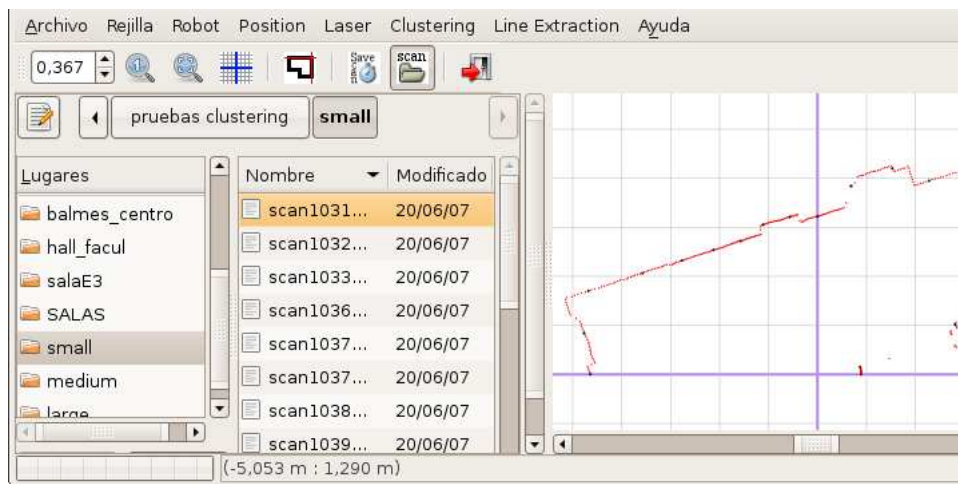 Archivo Rejilla Robot Position Laser Clustering Line Extraction Ayuda
0,367 Save scan
pruebas clustering small
Lugares Nombre Modificado
balmes_centro scan1031... 20/06/07
hall_facul scan1032... 20/06/07
salaE3 scan1033... 20/06/07
SALAS scan1036... 20/06/07
small scan1037... 20/06/07
medium scan1037... 20/06/07
large scan1038... 20/06/07
scan1039... 20/06/07
(-5,053 m : 1,290 m)